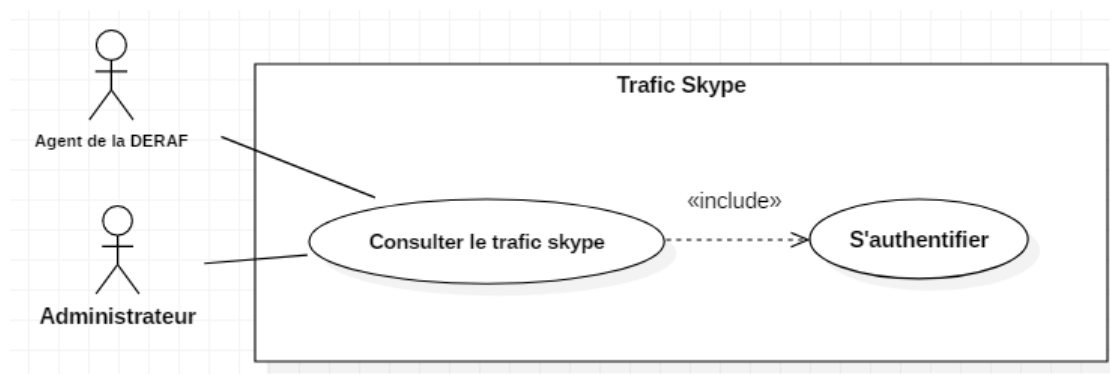 Trafic Skype
Agent de la DERAF
«include»
Consulter le trafic skype
S'authentifier
Administrateur